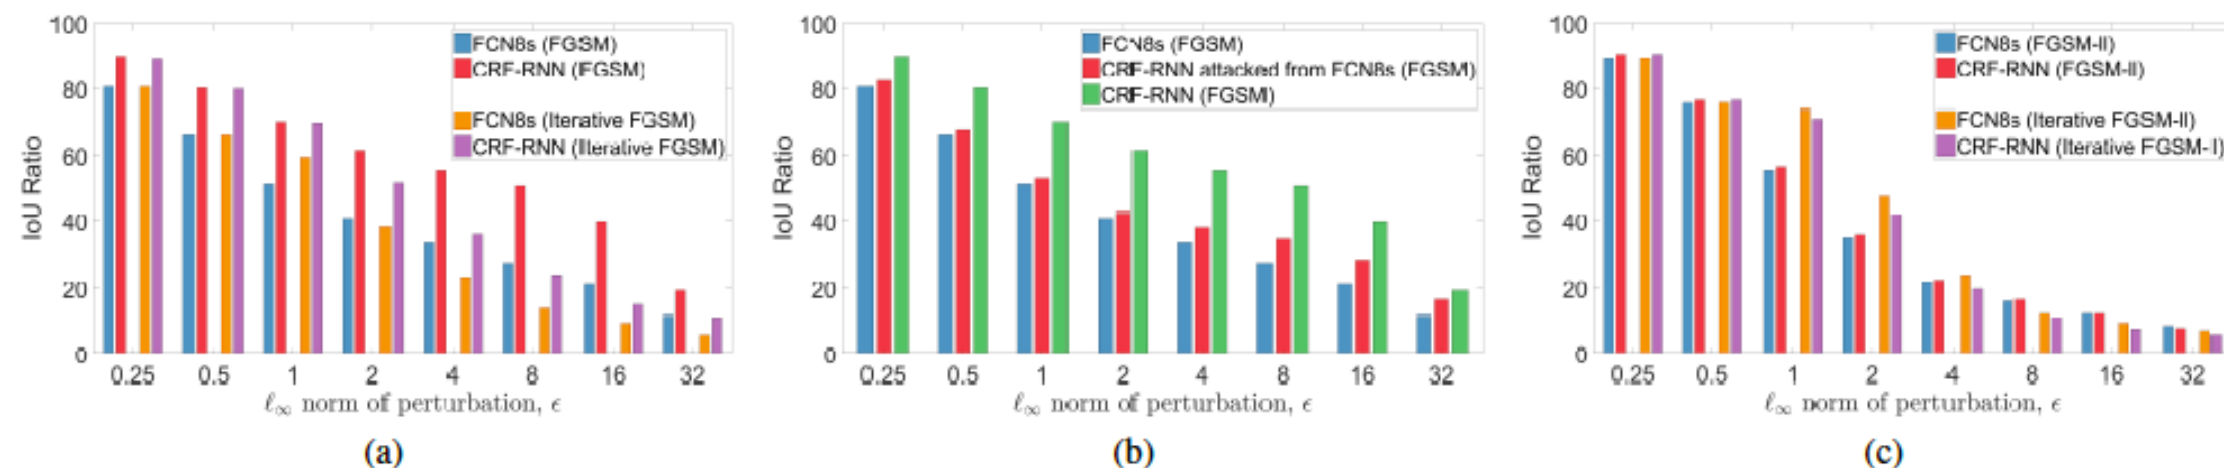 100
80
60
40
20
0
IoU Ratio
FCN8s (FGSM)
CRF-RNN (FGSM)
FCN8s (Iterative FGSM)
CRF-RNN (Iterative FGSM)
0.25 0.5 1 2 4 8 16 32
ℓ∞ norm of perturbation, ϵ
(a)
100
80
60
40
20
0
IoU Ratio
FCN8s (FGSM)
CRF-RNN attacked from FCN8s (FGSM)
CRF-RNN (FGSM)
0.25 0.5 1 2 4 8 16 32
ℓ∞ norm of perturbation, ϵ
(b)
100
80
60
40
20
0
IoU Ratio
FCN8s (FGSM-II)
CRF-RNN (FGSM-II)
FCN8s (Iterative FGSM-II)
CRF-RNN (Iterative FGSM-II)
0.25 0.5 1 2 4 8 16 32
ℓ∞ norm of perturbation, ϵ
(c)